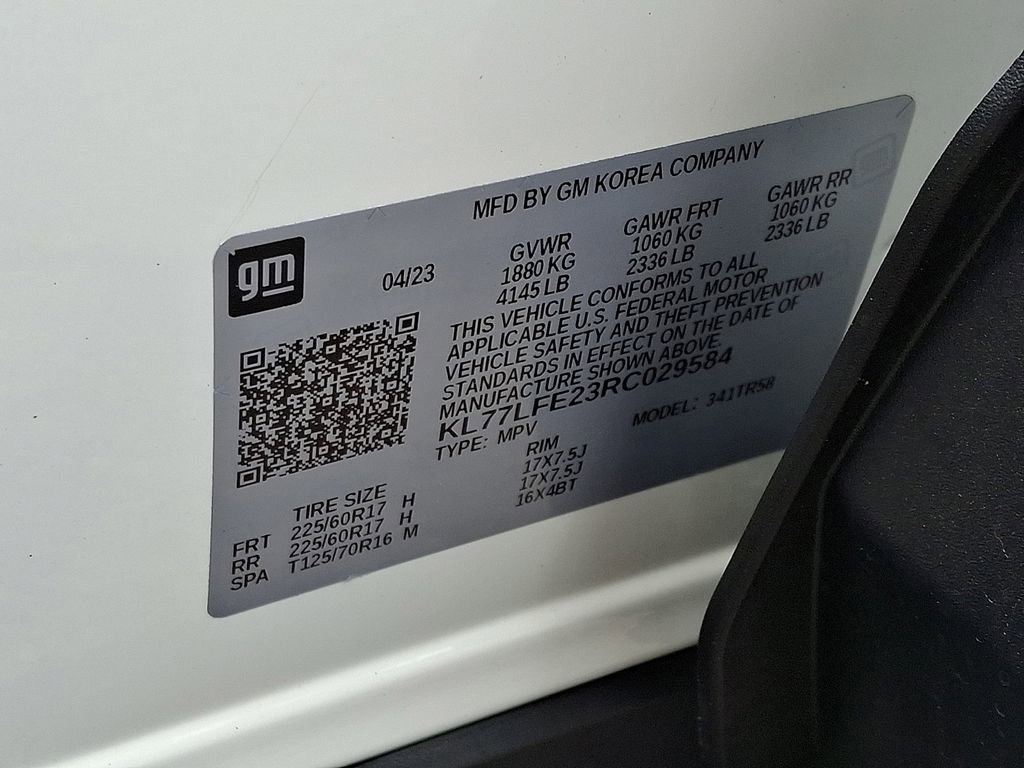 MFD BY GM KOREA COMPANY
gm
04/23
GVWR
1880 KG
4145 LB
GAWR FRT
1060 KG
2336 LB
GAWR RR
1060 KG
2336 LB
THIS VEHICLE CONFORMS TO ALL
APPLICABLE U.S. FEDERAL MOTOR
VEHICLE SAFETY AND THEFT PREVENTION
STANDARDS IN EFFECT ON THE DATE OF
MANUFACTURE SHOWN ABOVE.
KL77LFE23RC029584
TYPE: MPV
MODEL: 341TR58
TIRE SIZE
RIM
FRT 225/60R17 H 17X7.5J
RR 225/60R17 H 17X7.5J
SPA T125/70R16 M 16X4BT